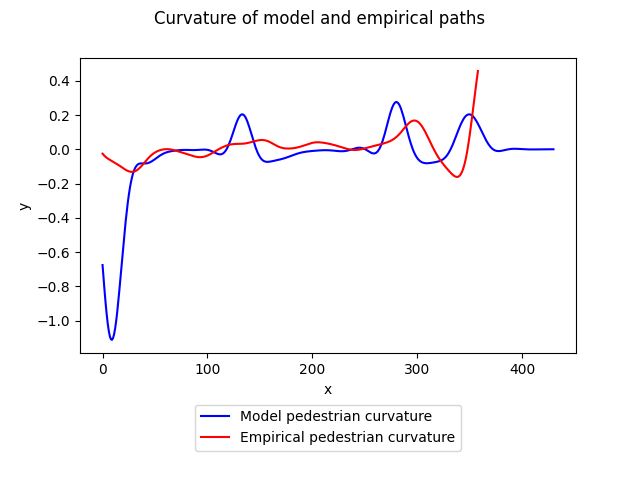 Curvature of model and empirical paths
0.4
0.2
0.0
−0.2
−0.4
−0.6
−0.8
−1.0
y
0 100 200 300 400
x
Model pedestrian curvature
Empirical pedestrian curvature